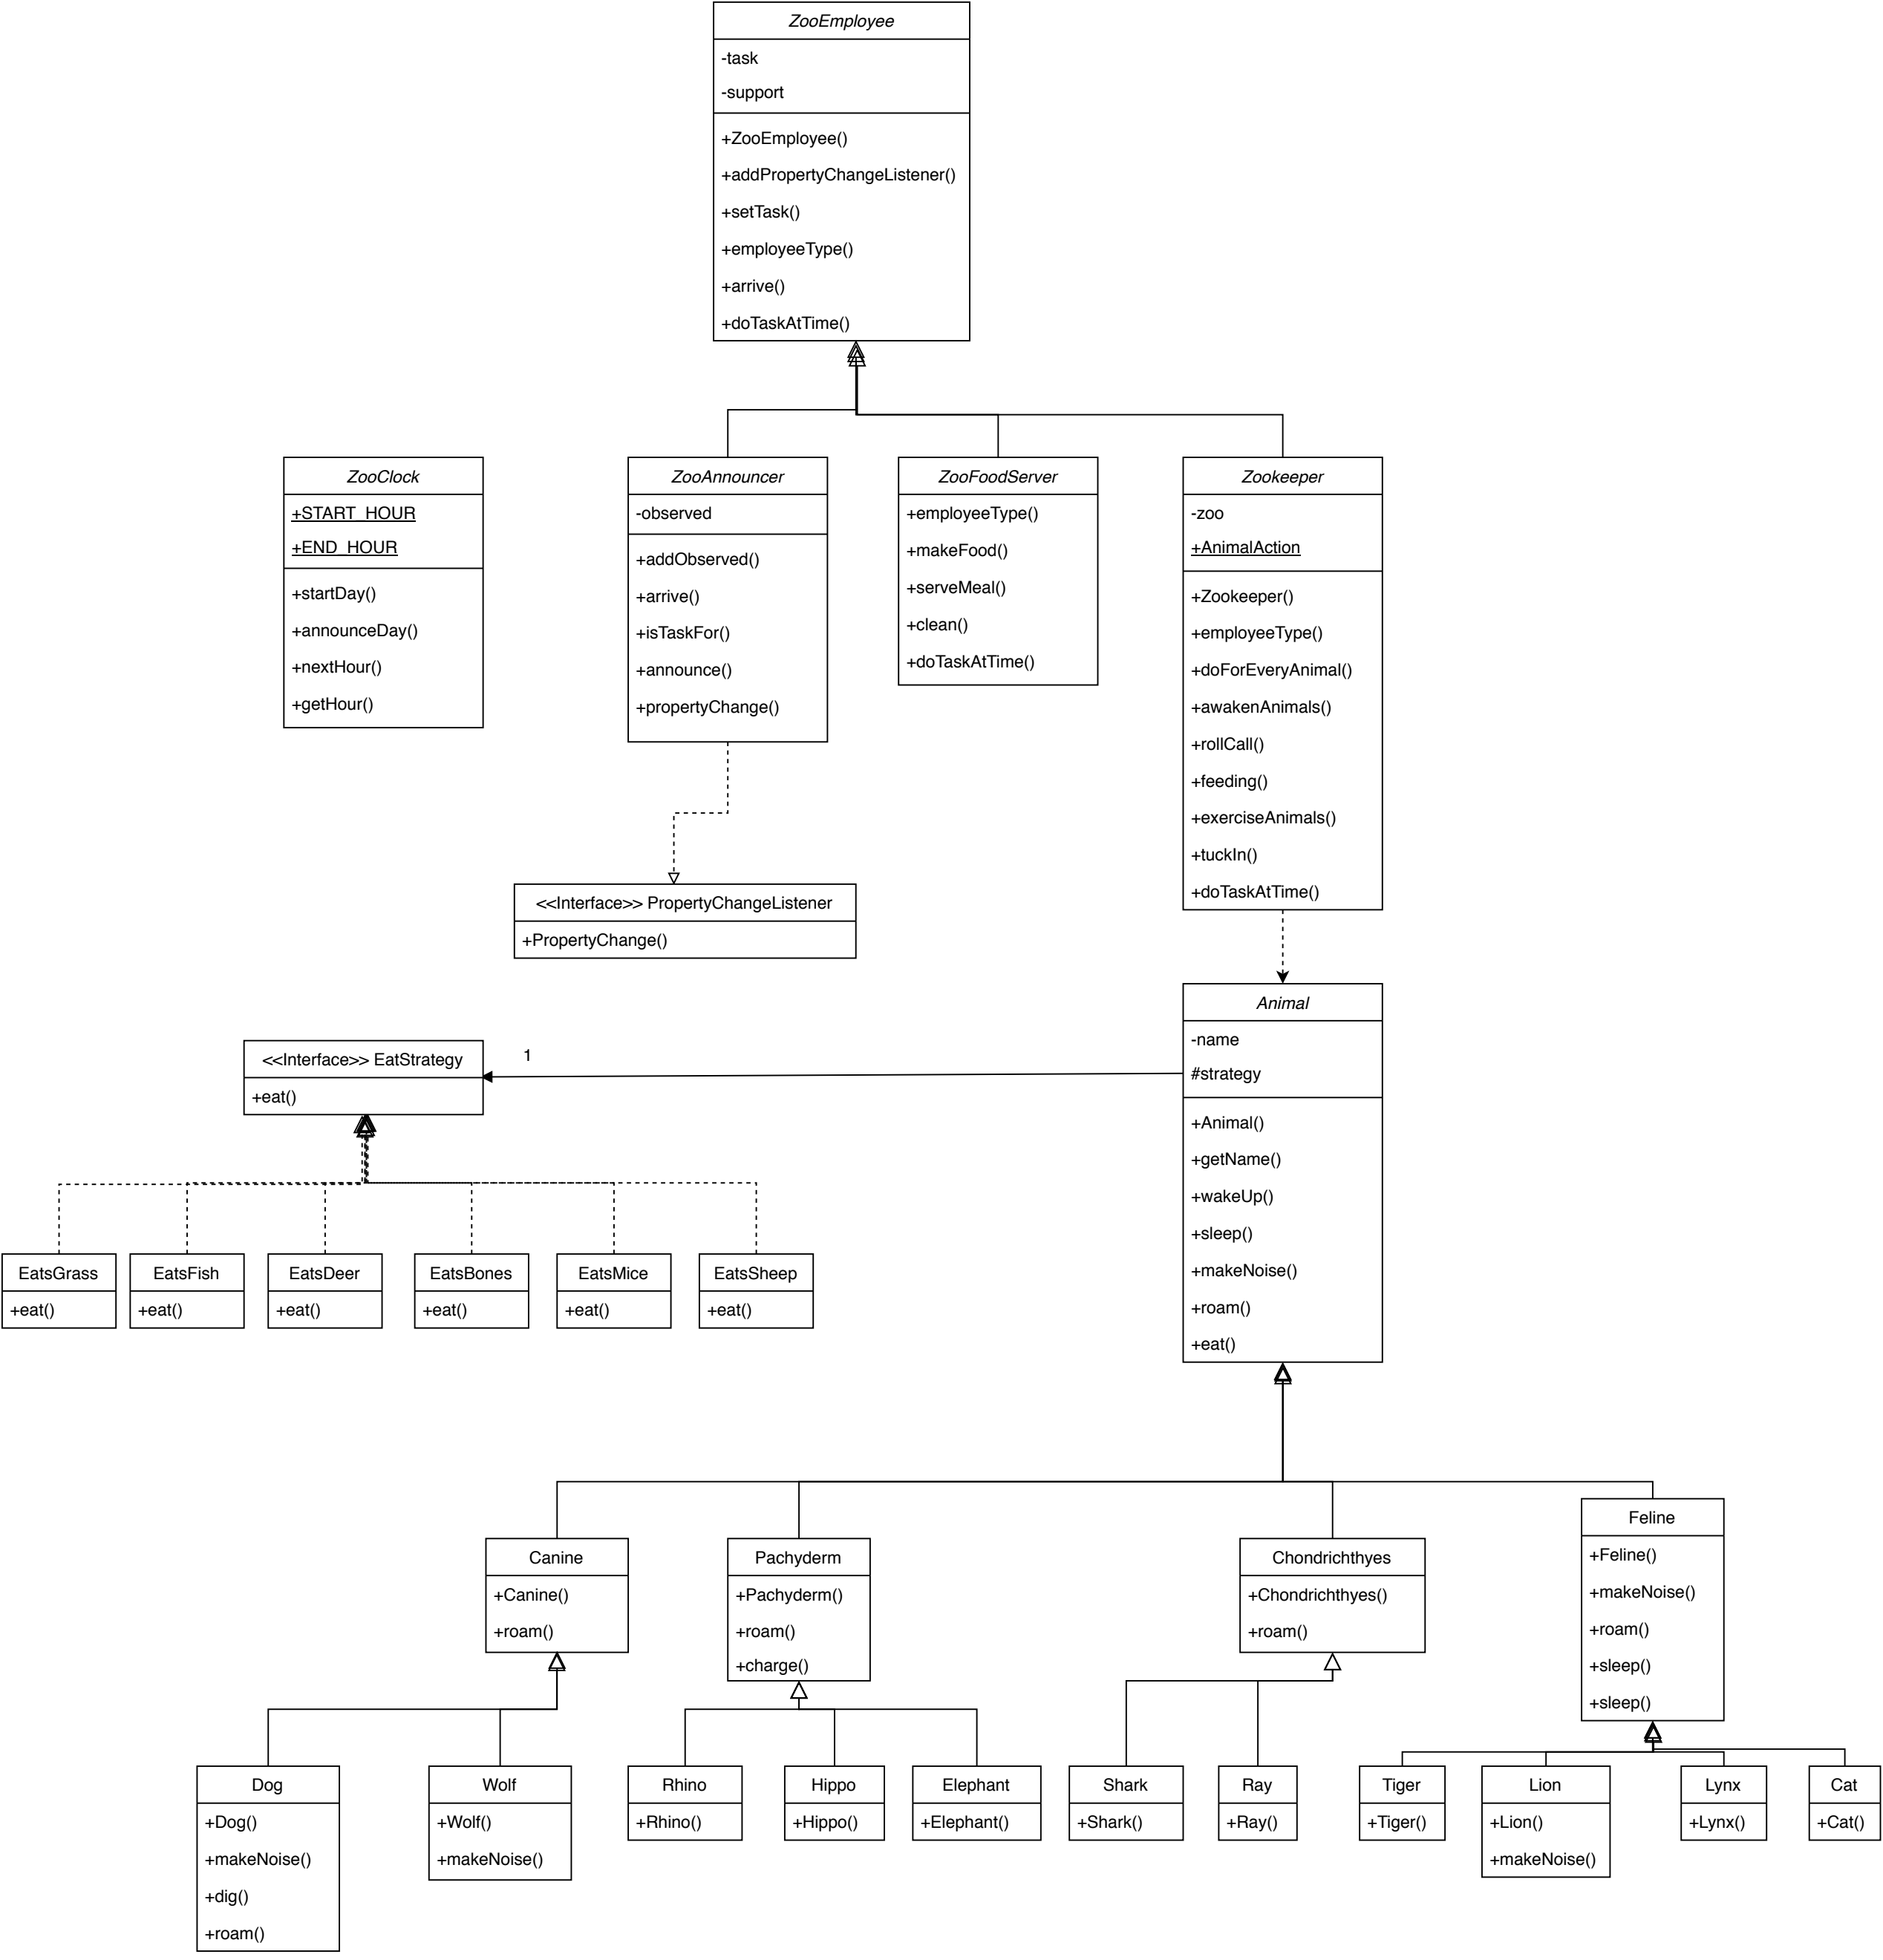 ZooEmployee
-task
-support
+ZooEmployee()
+addPropertyChangeListener()
+setTask()
+employeeType()
+arrive()
+doTaskAtTime()
ZooClock
+START_HOUR
+END_HOUR
+startDay()
+announceDay()
+nextHour()
+getHour()
ZooAnnouncer
-observed
+addObserved()
+arrive()
+isTaskFor()
+announce()
+propertyChange()
ZooFoodServer
+employeeType()
+makeFood()
+serveMeal()
+clean()
+doTaskAtTime()
Zookeeper
-zoo
+AnimalAction
+Zookeeper()
+employeeType()
+doForEveryAnimal()
+awakenAnimals()
+rollCall()
+feeding()
+exerciseAnimals()
+tuckIn()
+doTaskAtTime()
<<Interface>> PropertyChangeListener
+PropertyChange()
Animal
-name
#strategy
+Animal()
+getName()
+wakeUp()
+sleep()
+makeNoise()
+roam()
+eat()
1
<<Interface>> EatStrategy
+eat()
EatsGrass
+eat()
EatsFish
+eat()
EatsDeer
+eat()
EatsBones
+eat()
EatsMice
+eat()
EatsSheep
+eat()
Canine
+Canine()
+roam()
Pachyderm
+Pachyderm()
+roam()
+charge()
Chondrichthyes
+Chondrichthyes()
+roam()
Feline
+Feline()
+makeNoise()
+roam()
+sleep()
+sleep()
Dog
+Dog()
+makeNoise()
+dig()
+roam()
Wolf
+Wolf()
+makeNoise()
Rhino
+Rhino()
Hippo
+Hippo()
Elephant
+Elephant()
Shark
+Shark()
Ray
+Ray()
Tiger
+Tiger()
Lion
+Lion()
+makeNoise()
Lynx
+Lynx()
Cat
+Cat()